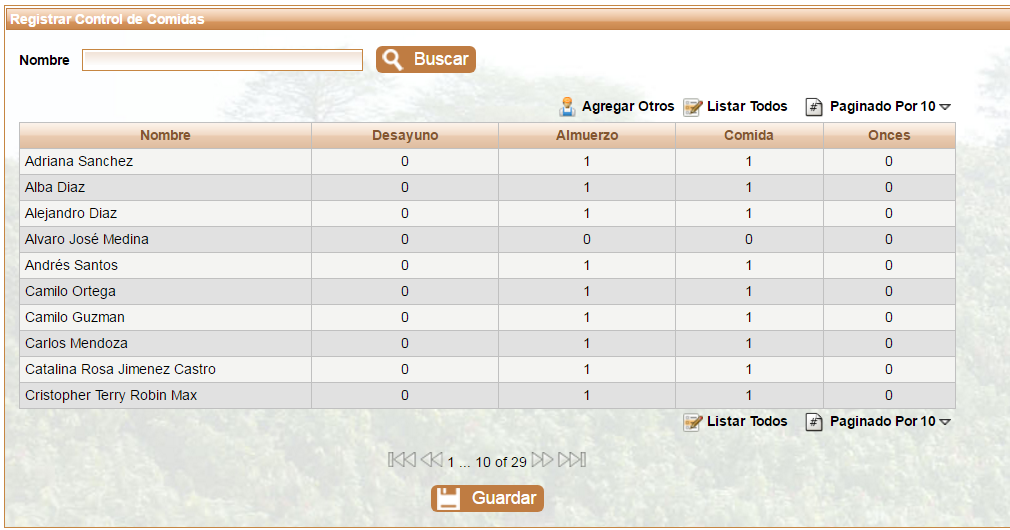 Registrar Control de Comidas
Nombre Buscar
Agregar Otros Listar Todos # Paginado Por 10
Nombre Desayuno Almuerzo Comida Onces
Adriana Sanchez 0 1 1 0
Alba Diaz 0 1 1 0
Alejandro Diaz 0 1 1 0
Alvaro José Medina 0 0 0 0
Andrés Santos 0 1 1 0
Camilo Ortega 0 1 1 0
Camilo Guzman 0 1 1 0
Carlos Mendoza 0 1 1 0
Catalina Rosa Jimenez Castro 0 1 1 0
Cristopher Terry Robin Max 0 1 1 0
Listar Todos # Paginado Por 10
1 ... 10 of 29
Guardar